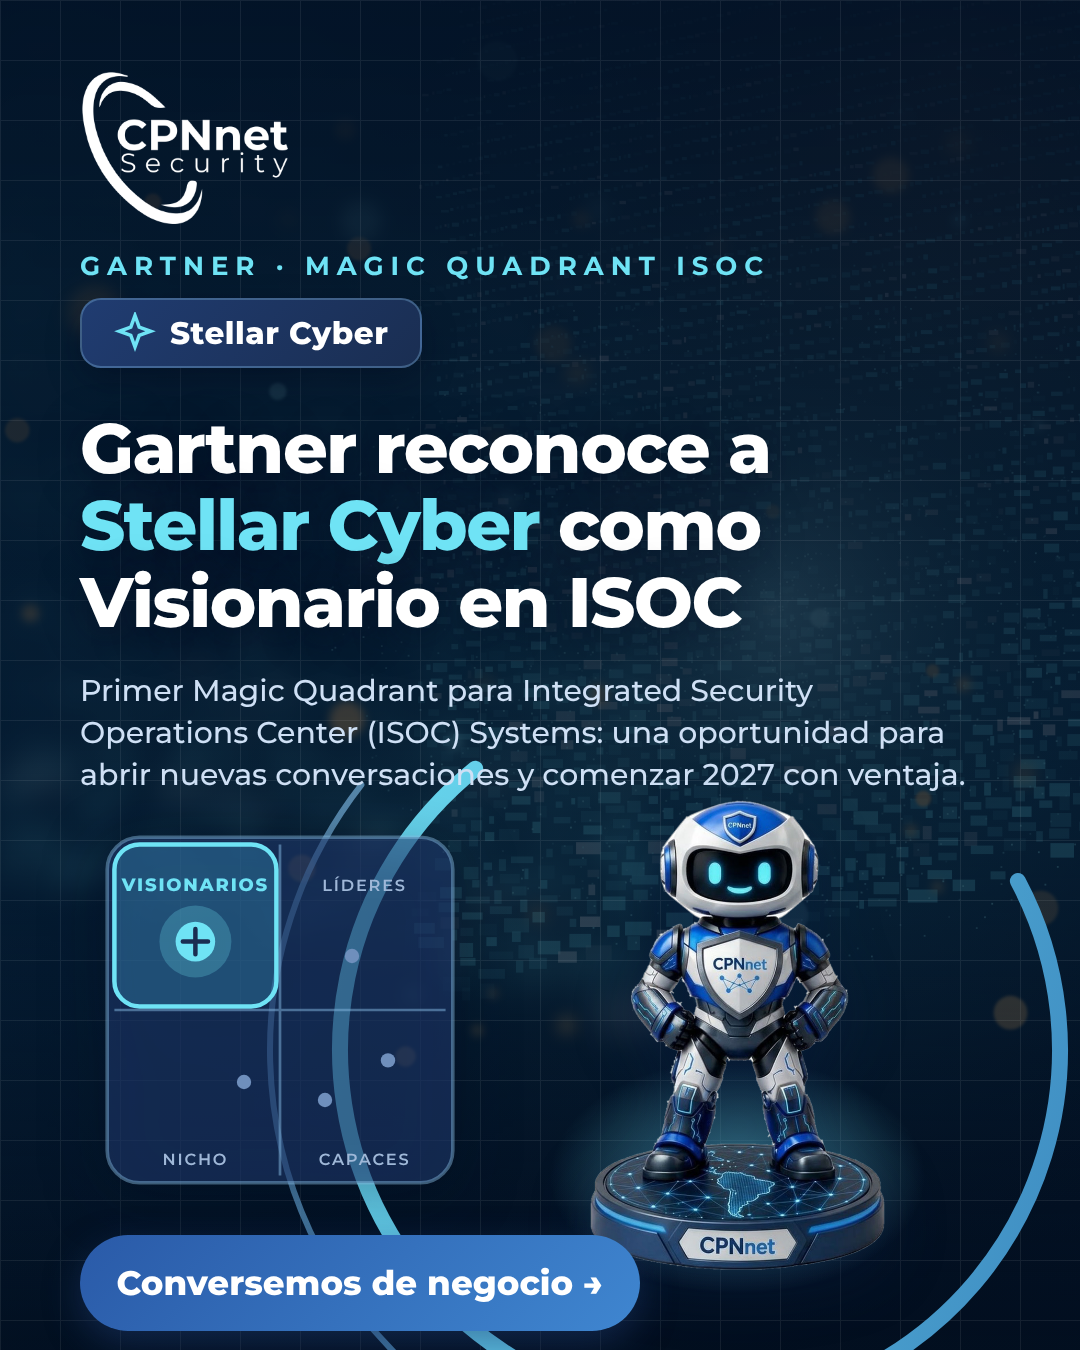 CPNnet
Security
GARTNER · MAGIC QUADRANT ISOC
Stellar Cyber
Gartner reconoce a
Stellar Cyber como
Visionario en ISOC
Primer Magic Quadrant para Integrated Security
Operations Center (ISOC) Systems: una oportunidad para
abrir nuevas conversaciones y comenzar 2027 con ventaja.
VISIONARIOS
LÍDERES
NICHO
CAPACES
CPNnet
CPNnet
CPNnet
Conversemos de negocio →